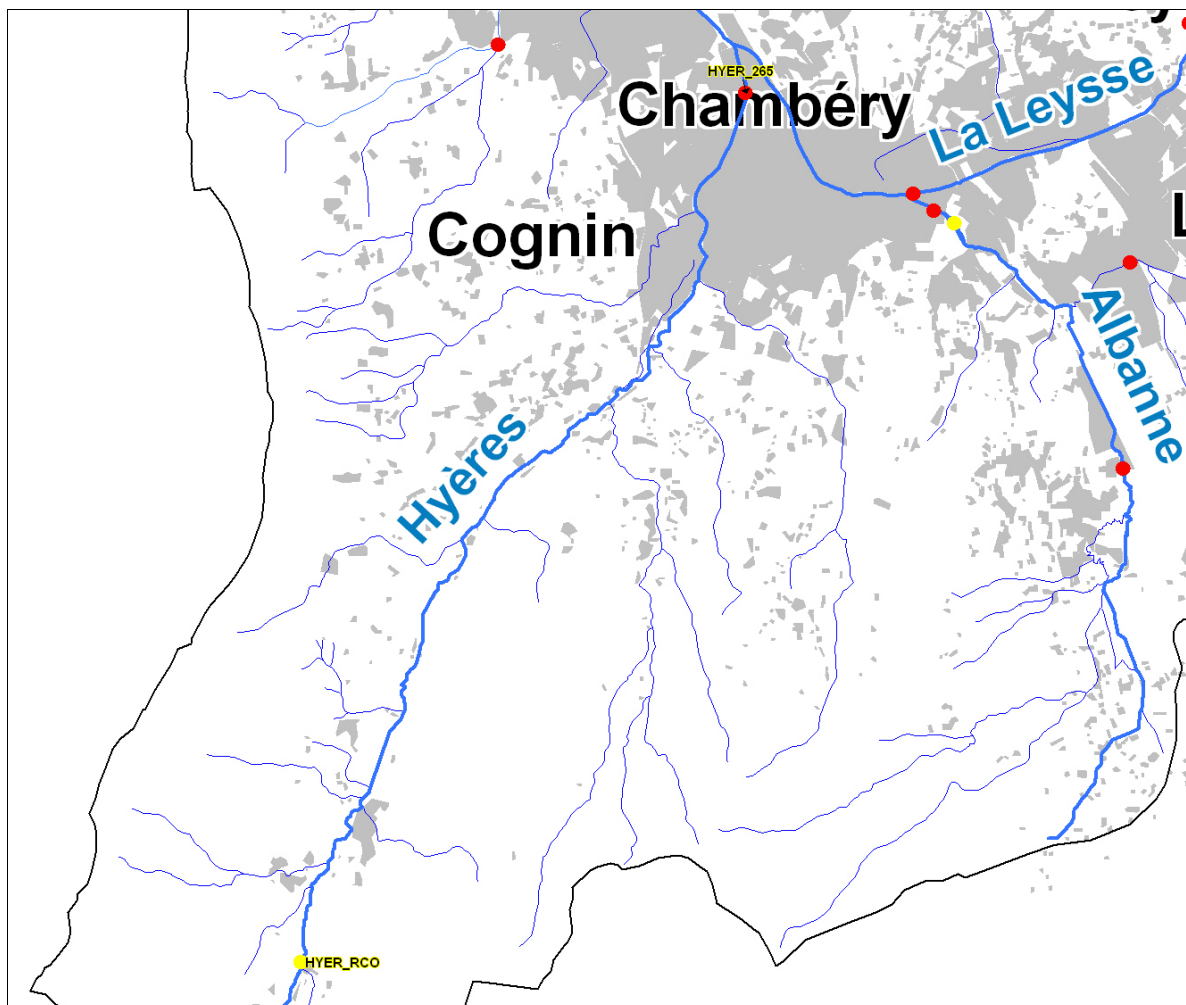 HYER_265
Chambéry
La Leysse
Cognin
Albanne
Hyères
HYER_RCO